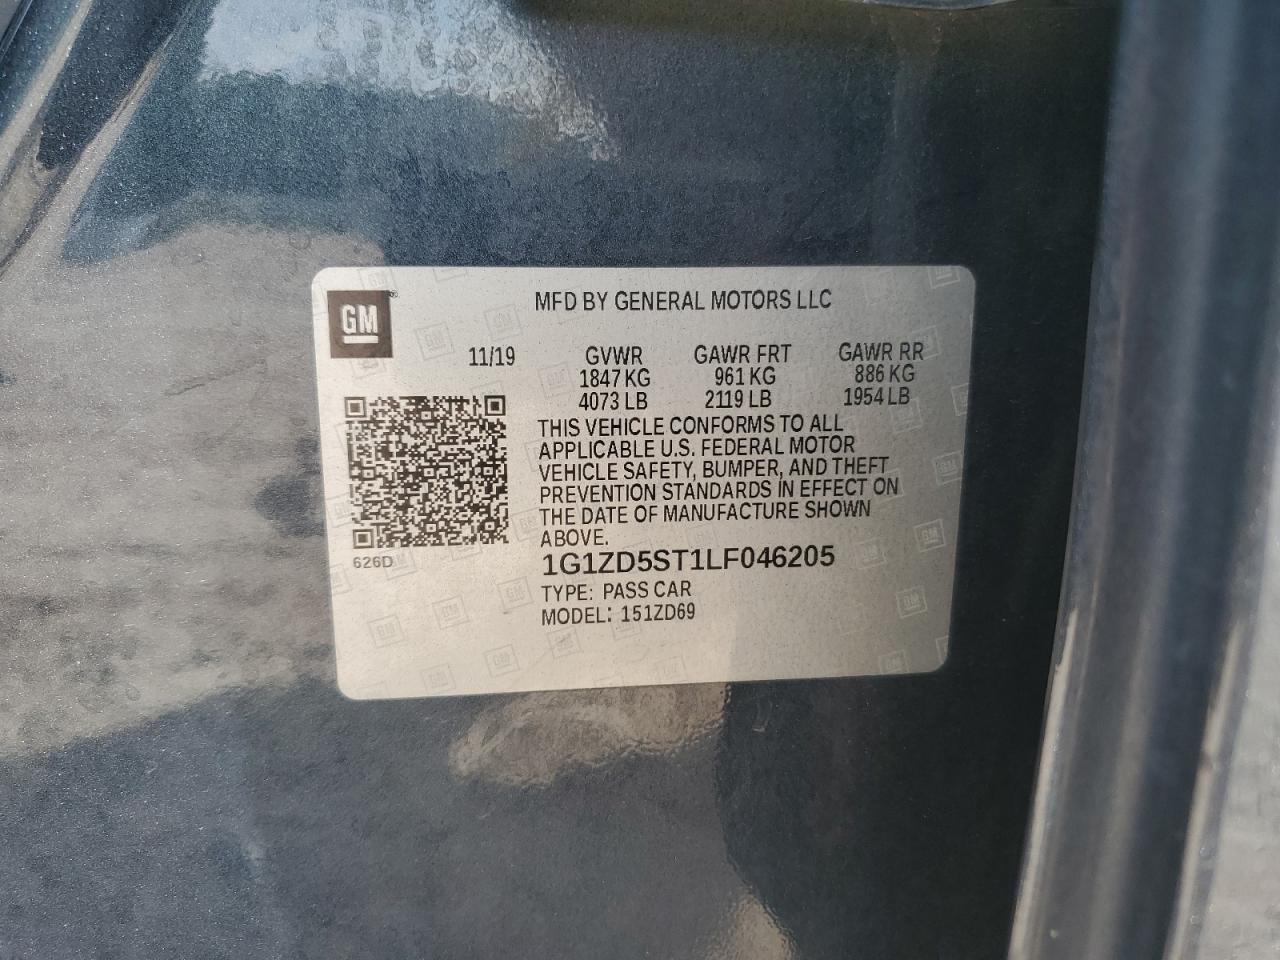 GM
MFD BY GENERAL MOTORS LLC
11/19 GVWR GAWR FRT GAWR RR
1847 KG 961 KG 886 KG
4073 LB 2119 LB 1954 LB
THIS VEHICLE CONFORMS TO ALL
APPLICABLE U.S. FEDERAL MOTOR
VEHICLE SAFETY, BUMPER, AND THEFT
PREVENTION STANDARDS IN EFFECT ON
THE DATE OF MANUFACTURE SHOWN
ABOVE.
626D
1G1ZD5ST1LF046205
TYPE: PASS CAR
MODEL: 151ZD69